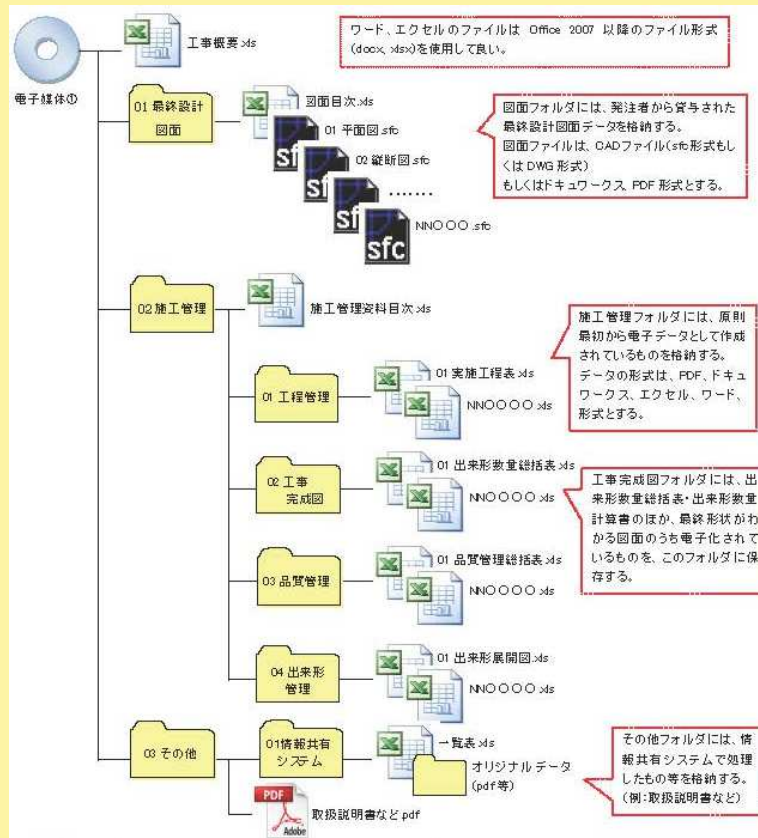 工事概要.xls
ワード、エクセルのファイルは Office 2007 以降のファイル形式
(docx, xlsx)を使用して良い。
電子媒体①
01 最終設計
図面
図面目次.xls
01 平面図.sfc
02 縦断図.sfc
.......
NN〇〇〇.sfc
sfc
sfc
sf
sfc
図面フォルダには、発注者から貸与された
最終設計図面データを格納する。
図面ファイルは、CADファイル(sfc形式もし
くは DWG 形式)
もしくはドキュワークス、PDF 形式とする。
02 施工管理
施工管理資料目次.xls
施工管理フォルダには、原則
最初から電子データとして作成
されているものを格納する。
データの形式は、PDF、ドキュ
ワークス、エクセル、ワード、
形式とする。
01 工程管理
01 実施工程表.xls
NN〇〇〇〇.xls
02 工事
完成図
01 出来形数量総括表.xls
NN〇〇〇〇.xls
工事完成図フォルダには、出
来形数量総括表・出来形数量
計算書のほか、最終形状がわ
かる図面のうち電子化されて
いるものを、このフォルダに保
存する。
03 品質管理
01 品質管理総括表.xls
NN〇〇〇〇.xls
04 出来形
管理
01 出来形展開図.xls
NN〇〇〇〇.xls
03 その他
01情報共有
システム
一覧表.xls
オリジナルデータ
(pdf 等)
PDF
Adobe
取扱説明書など.pdf
その他フォルダには、情
報共有システムで処理
したもの等を格納する。
(例:取扱説明書など)